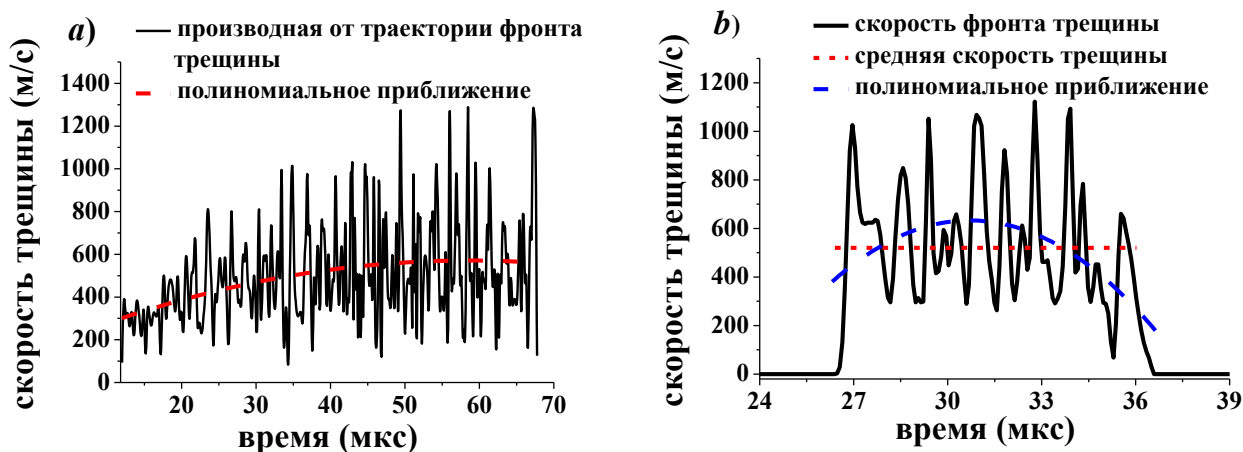 a)
производная от траектории фронта
трещины
полиномиальное приближение
скорость трещины (м/с)
1400
1200
1000
800
600
400
200
0
20
30
40
50
60
70
время (мкс)
b)
скорость фронта трещины
средняя скорость трещины
полиномиальное приближение
скорость трещины (м/с)
1200
1000
800
600
400
200
0
24
27
30
33
36
39
время (мкс)